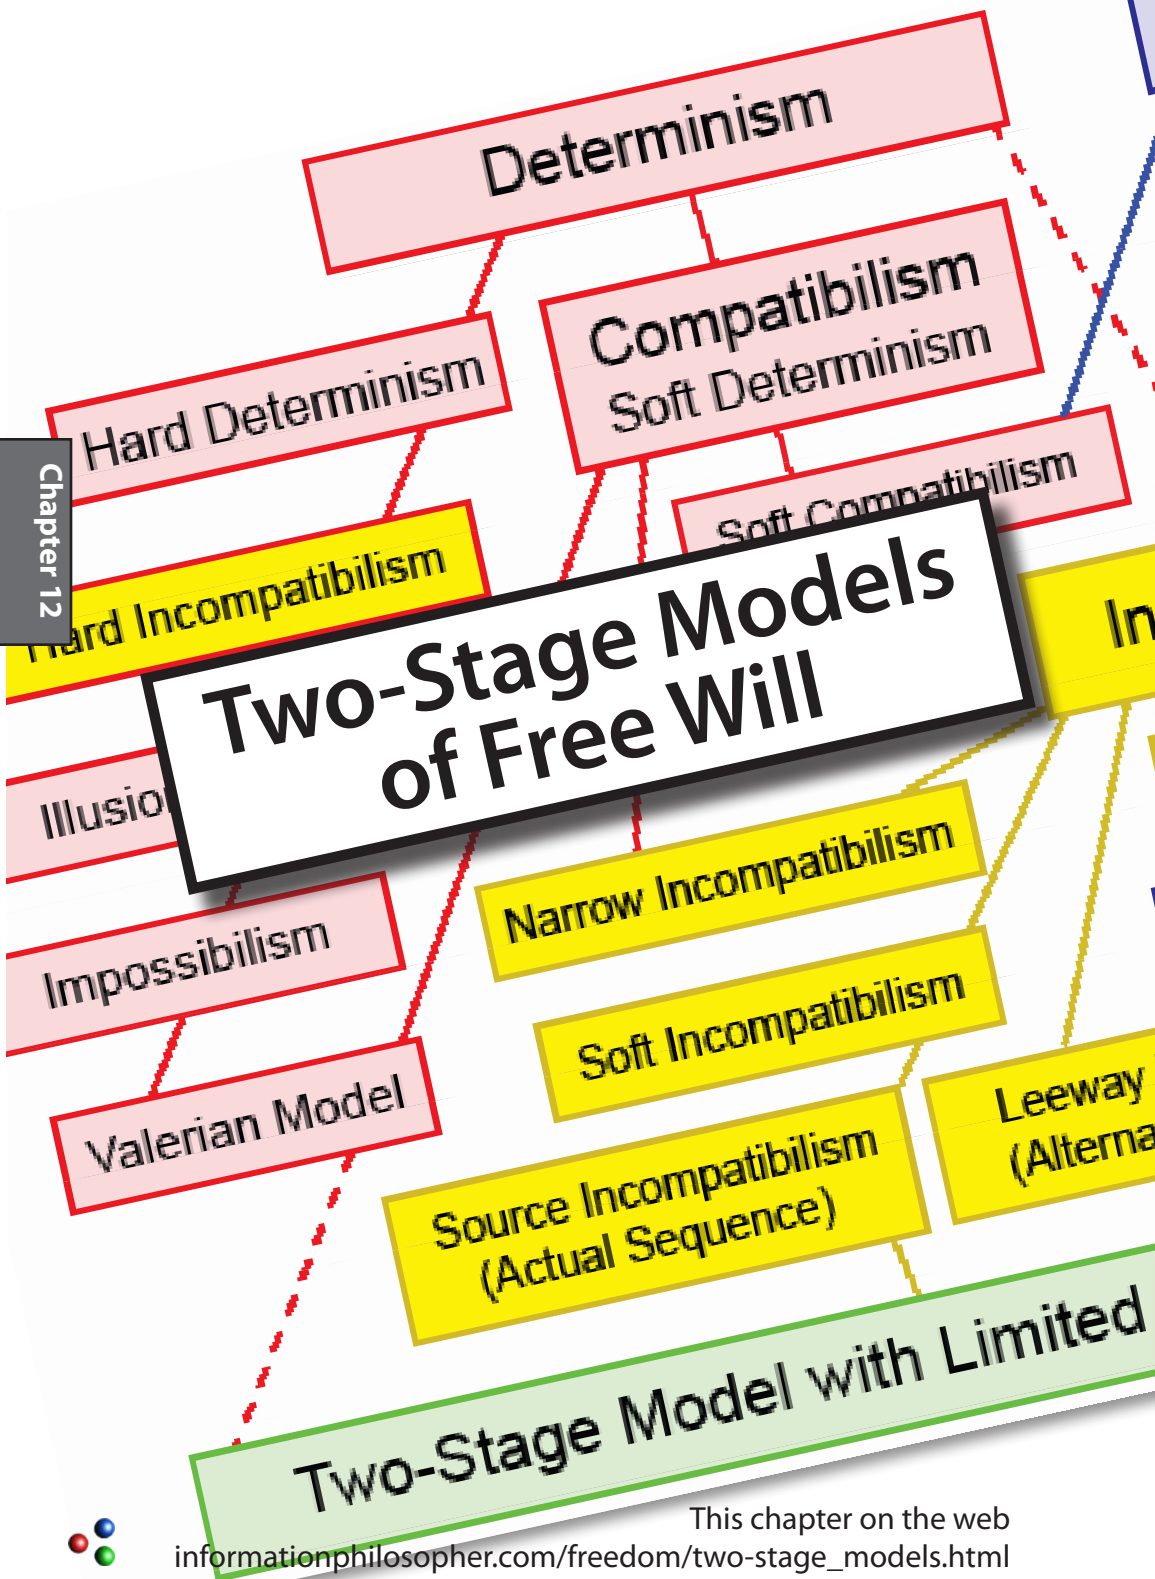 Determinism
Compatibilism
Soft Determinism
Hard Determinism
Soft Compatibilism
Chapter 12
Hard Incompatibilism
Two-Stage Models
of Free Will
In
Illusio
Narrow Incompatibilism
Impossibilism
Soft Incompatibilism
Valerian Model
Leeway
(Alterna
Source Incompatibilism
(Actual Sequence)
Two-Stage Model with Limited
This chapter on the web
informationphilosopher.com/freedom/two-stage_models.html